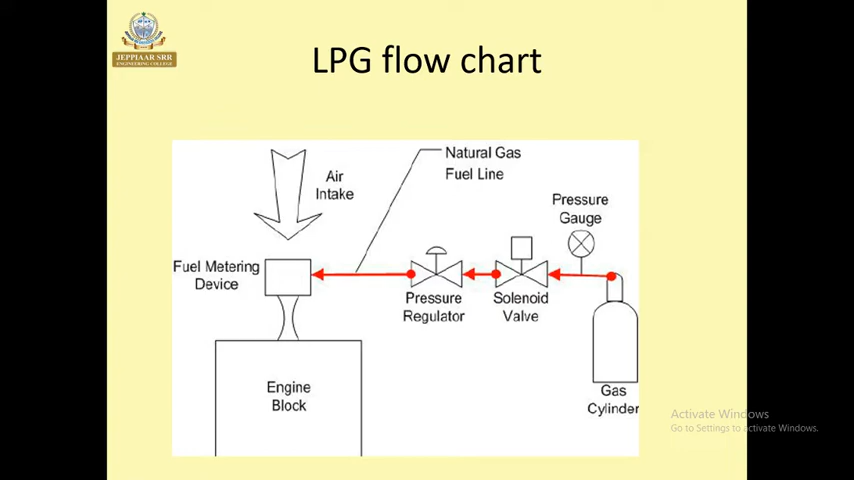 JEPPIAAR SRR
ENGINEERING COLLEGE
LPG flow chart
Natural Gas
Fuel Line
Air
Intake
Pressure
Gauge
Fuel Metering
Device
Pressure
Regulator
Solenoid
Valve
Engine
Block
Gas
Cylinder
Activate Windows
Go to Settings to activate Windows.